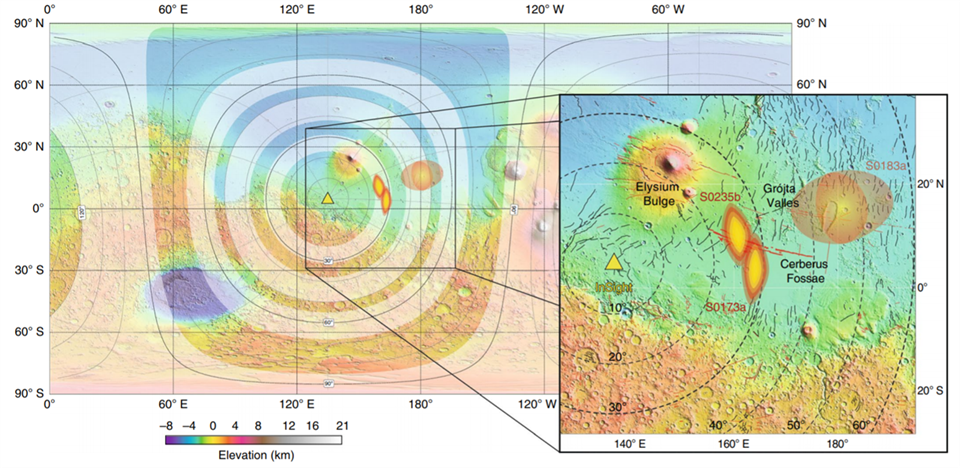 0° 60° E 120° E 180° 120° W 60° W
90° N
60° N
60° N
30° N
0°
30° S
60° S
90° S
30°
60°
90°
0° 60° E 120° E 180° 120° W
–8 –4 0 4 8 12 16 21
Elevation (km)
S0183a
20° N
Elysium
Bulge
S0235b
Grójta
Valles
Cerberus
Fossae
InSight
0°
S0173a
10°
20°
20° S
30°
40° 50° 60°
140° E 160° E 180°